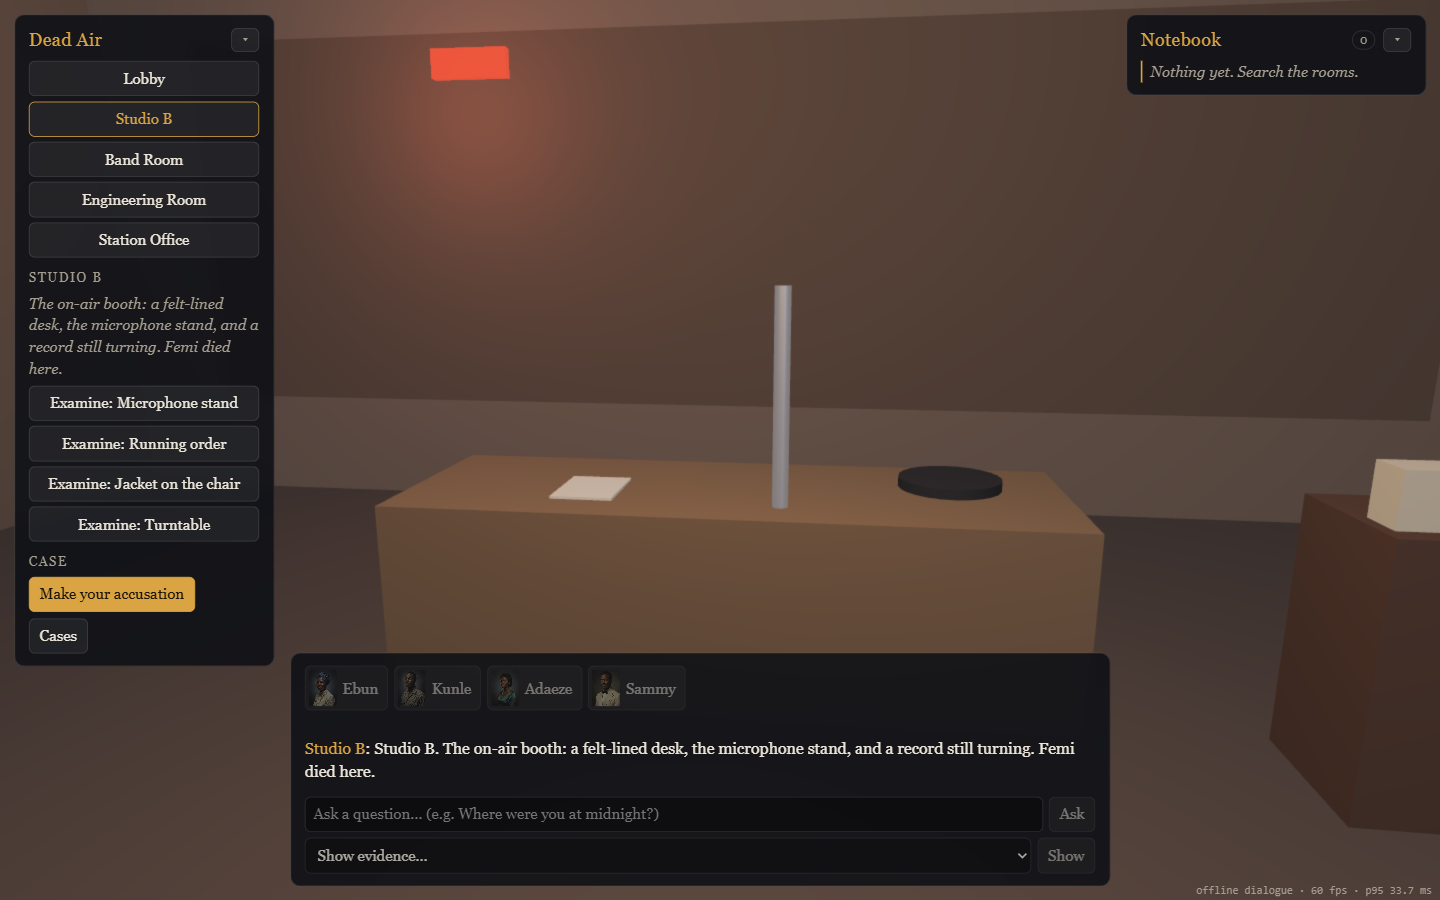 Dead Air
Lobby
Studio B
Band Room
Engineering Room
Station Office
STUDIO B
The on-air booth: a felt-lined
desk, the microphone stand, and a
record still turning. Femi died
here.
Examine: Microphone stand
Examine: Running order
Examine: Jacket on the chair
Examine: Turntable
CASE
Make your accusation
Cases
Notebook
0
Nothing yet. Search the rooms.
Ebun
Kunle
Adaeze
Sammy
Studio B: Studio B. The on-air booth: a felt-lined desk, the microphone stand, and a record still turning. Femi
died here.
Ask a question... (e.g. Where were you at midnight?)
Ask
Show evidence...
Show
offline dialogue · 60 fps · p95 33.7 ms